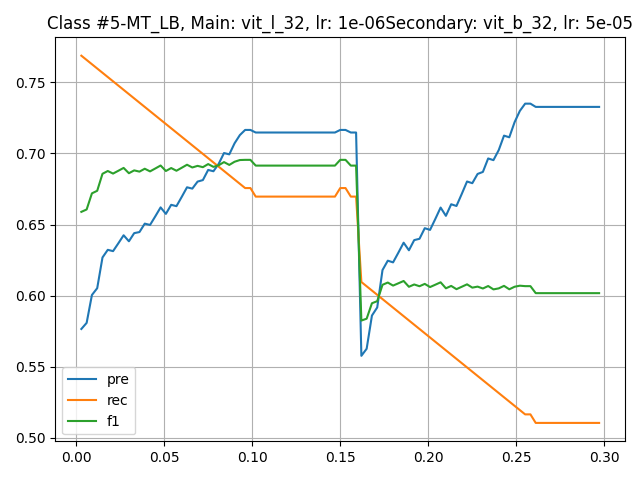 Class #5-MT_LB, Main: vit_l_32, lr: 1e-06Secondary: vit_b_32, lr: 5e-05
0.75
0.70
0.65
0.60
0.55
0.50
pre
rec
f1
0.00 0.05 0.10 0.15 0.20 0.25 0.30